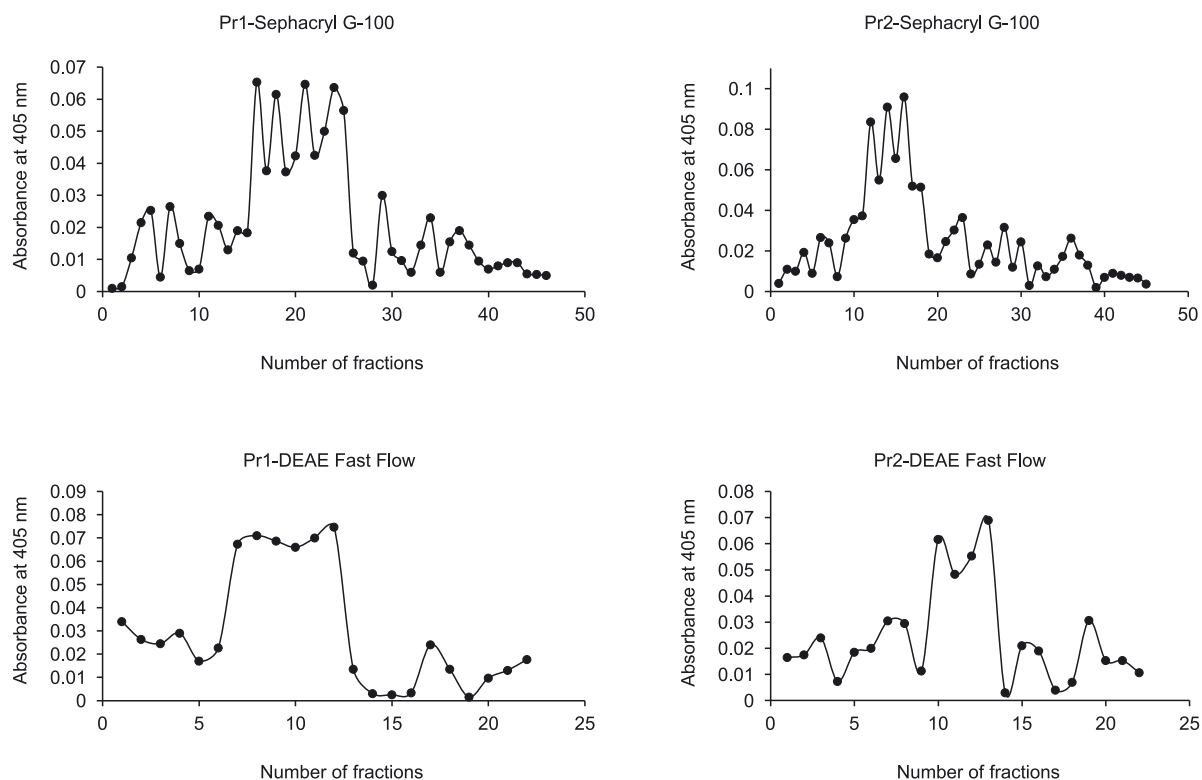 Pr1-Sephacryl G-100
Absorbance at 405 nm
0.07
0.06
0.05
0.04
0.03
0.02
0.01
0
0 10 20 30 40 50
Number of fractions
Pr2-Sephacryl G-100
Absorbance at 405 nm
0.1
0.08
0.06
0.04
0.02
0
0 10 20 30 40 50
Number of fractions
Pr1-DEAE Fast Flow
Absorbance at 405 nm
0.09
0.08
0.07
0.06
0.05
0.04
0.03
0.02
0.01
0
0 5 10 15 20 25
Number of fractions
Pr2-DEAE Fast Flow
Absorbance at 405 nm
0.08
0.07
0.06
0.05
0.04
0.03
0.02
0.01
0
0 5 10 15 20 25
Number of fractions